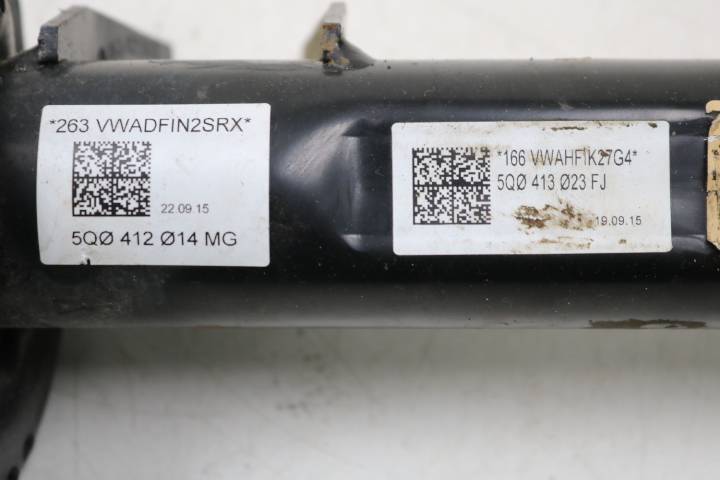 *263 VWADFIN2SRX*
22.09.15
5QØ 412 Ø14 MG
*166 VWAHFIK27G4*
5QØ 413 Ø23 FJ
19.09.15